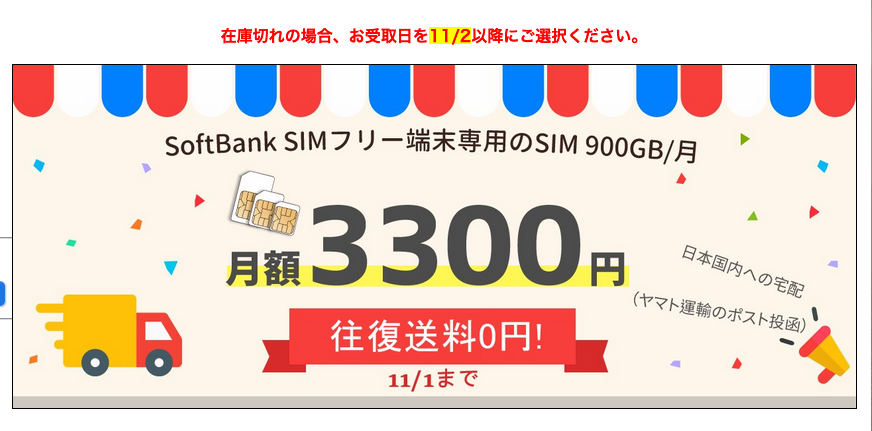 在庫切れの場合、お受取日を11/2以降にご選択ください。
SoftBank SIMフリー端末専用のSIM 900GB/月
月額3300円
日本国内への宅配
（ヤマト運輸のポスト投函）
往復送料0円!
11/1まで